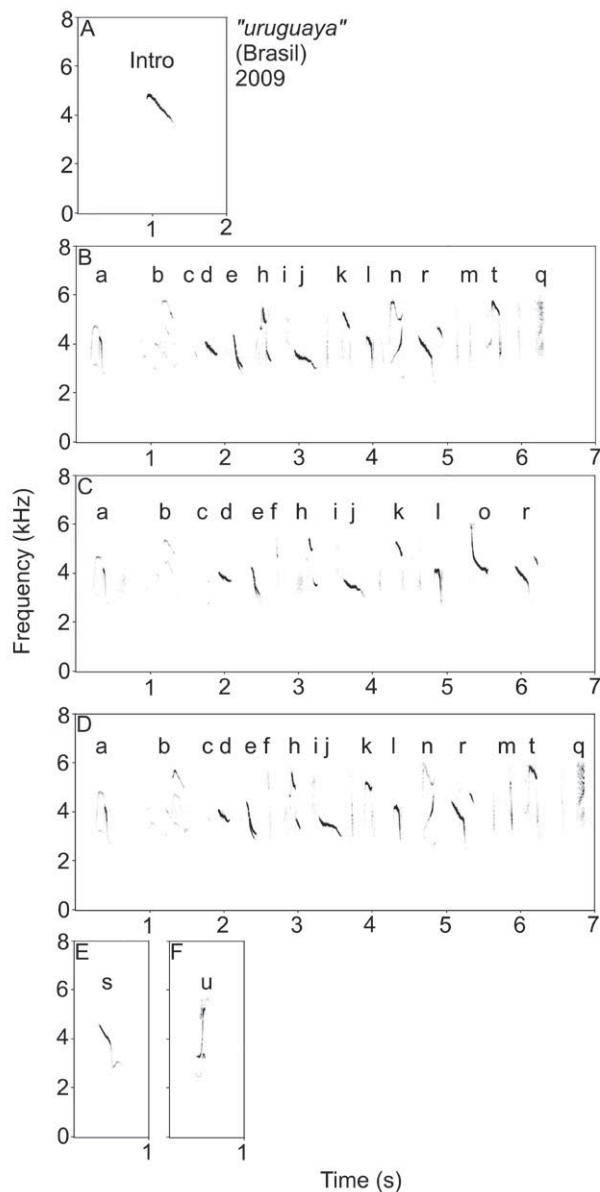 A
"uruguaya"
(Brasil)
2009
Intro
8
6
4
2
0
1 2
B
a b c d e h i j k l n r m t q
8
6
4
2
0
1 2 3 4 5 6 7
C
a b c d e f h i j k l o r
8
6
4
2
0
1 2 3 4 5 6 7
D
a b c d e f h i j k l n r m t q
8
6
4
2
0
1 2 3 4 5 6 7
E F
s u
8
6
4
2
0
1 1
Frequency (kHz)
Time (s)